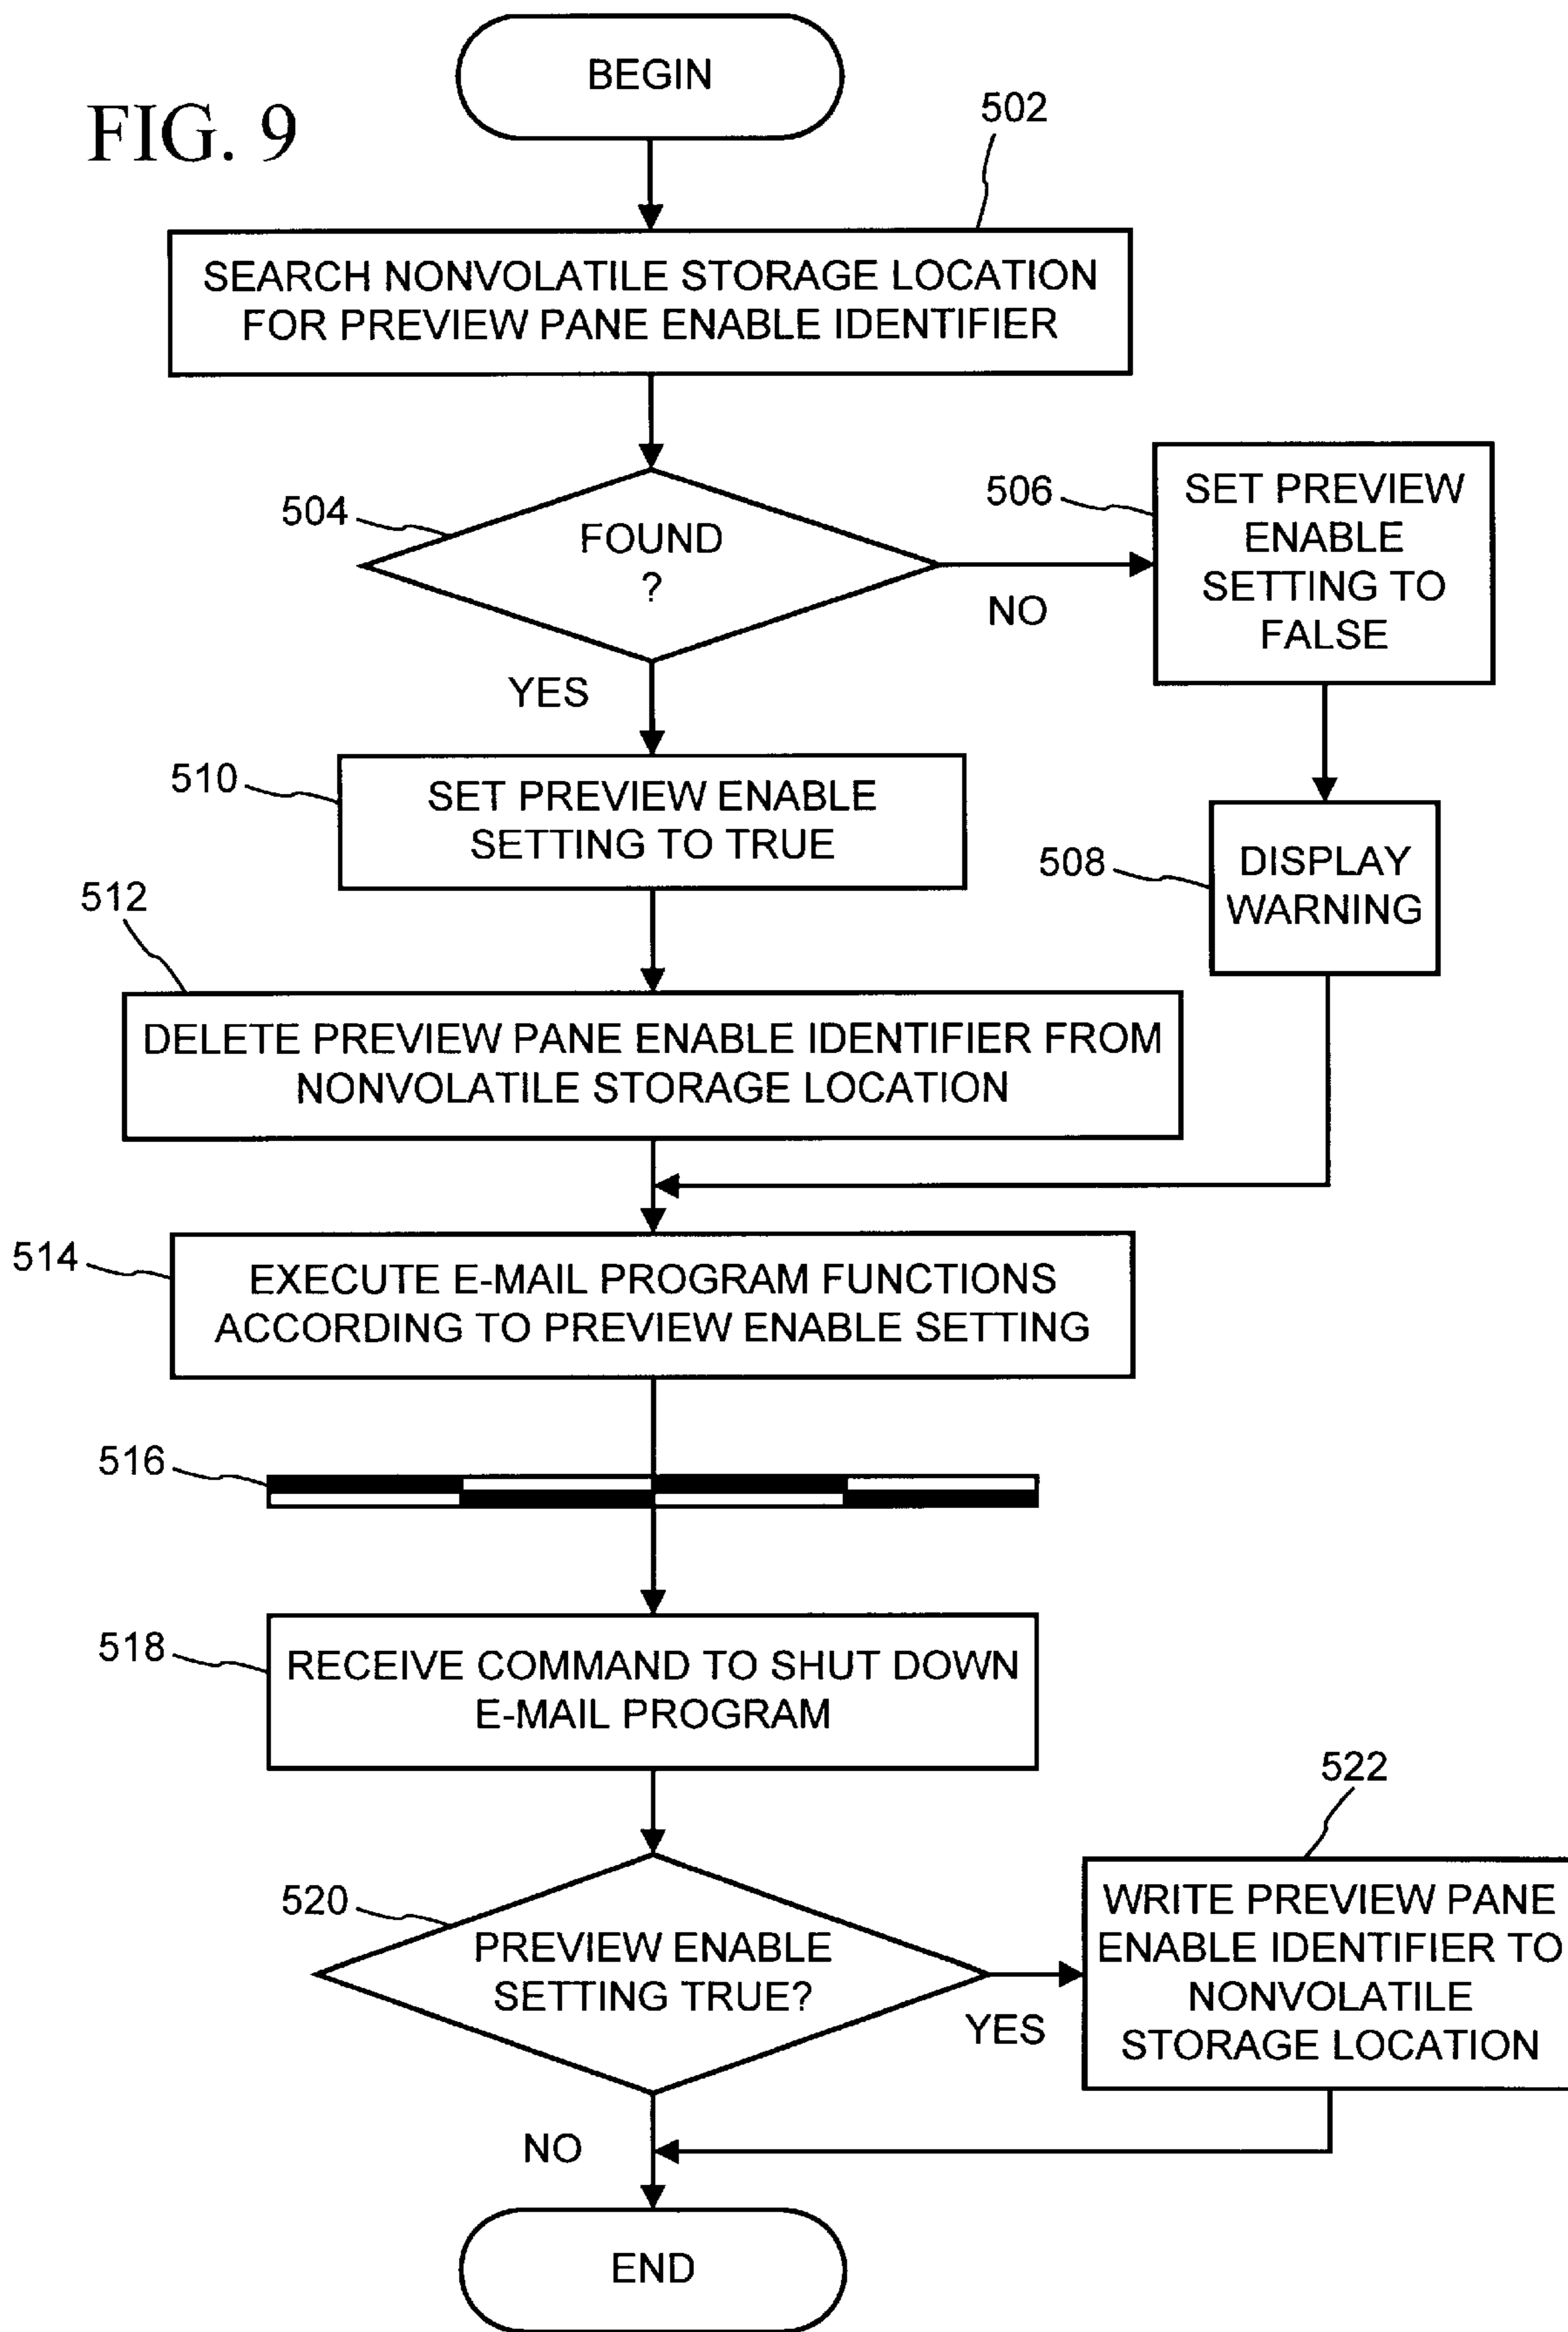 FIG. 9
BEGIN
502
SEARCH NONVOLATILE STORAGE LOCATION
FOR PREVIEW PANE ENABLE IDENTIFIER
504
FOUND
?
NO
506
SET PREVIEW
ENABLE
SETTING TO
FALSE
YES
508
DISPLAY
WARNING
510
SET PREVIEW ENABLE
SETTING TO TRUE
512
DELETE PREVIEW PANE ENABLE IDENTIFIER FROM
NONVOLATILE STORAGE LOCATION
514
EXECUTE E-MAIL PROGRAM FUNCTIONS
ACCORDING TO PREVIEW ENABLE SETTING
516
518
RECEIVE COMMAND TO SHUT DOWN
E-MAIL PROGRAM
520
PREVIEW ENABLE
SETTING TRUE?
YES
522
WRITE PREVIEW PANE
ENABLE IDENTIFIER TO
NONVOLATILE
STORAGE LOCATION
NO
END